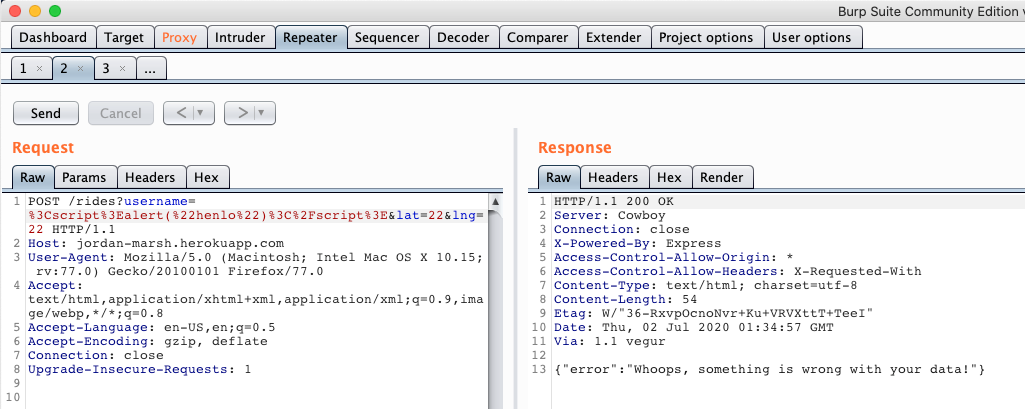 Burp Suite Community Edition v
Dashboard Target Proxy Intruder Repeater Sequencer Decoder Comparer Extender Project options User options
1 × 2 × 3 × ...
Send Cancel < | ▼ > | ▼
Request
Raw Params Headers Hex
1 POST /rides?username=
%3Cscript%3Ealert(%22henlo%22)%3C%2Fscript%3E&lat=22&lng=
22 HTTP/1.1
2 Host: jordan-marsh.herokuapp.com
3 User-Agent: Mozilla/5.0 (Macintosh; Intel Mac OS X 10.15;
rv:77.0) Gecko/20100101 Firefox/77.0
4 Accept:
text/html,application/xhtml+xml,application/xml;q=0.9,ima
ge/webp,*/*;q=0.8
5 Accept-Language: en-US,en;q=0.5
6 Accept-Encoding: gzip, deflate
7 Connection: close
8 Upgrade-Insecure-Requests: 1
9
10
Response
Raw Headers Hex Render
1 HTTP/1.1 200 OK
2 Server: Cowboy
3 Connection: close
4 X-Powered-By: Express
5 Access-Control-Allow-Origin: *
6 Access-Control-Allow-Headers: X-Requested-With
7 Content-Type: text/html; charset=utf-8
8 Content-Length: 54
9 Etag: W/"36-RxvpOcnoNvr+Ku+VRVXttT+TeeI"
10 Date: Thu, 02 Jul 2020 01:34:57 GMT
11 Via: 1.1 vegur
12
13 {"error":"Whoops, something is wrong with your data!"}